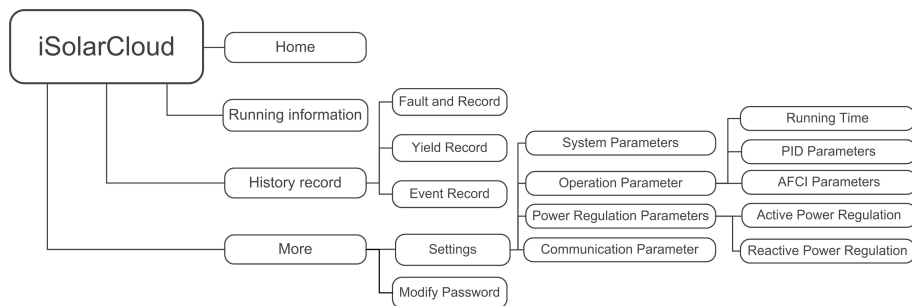 iSolarCloud
Home
Running information
History record
Fault and Record
Yield Record
Event Record
More
Settings
Modify Password
System Parameters
Operation Parameter
Power Regulation Parameters
Communication Parameter
Running Time
PID Parameters
AFCI Parameters
Active Power Regulation
Reactive Power Regulation